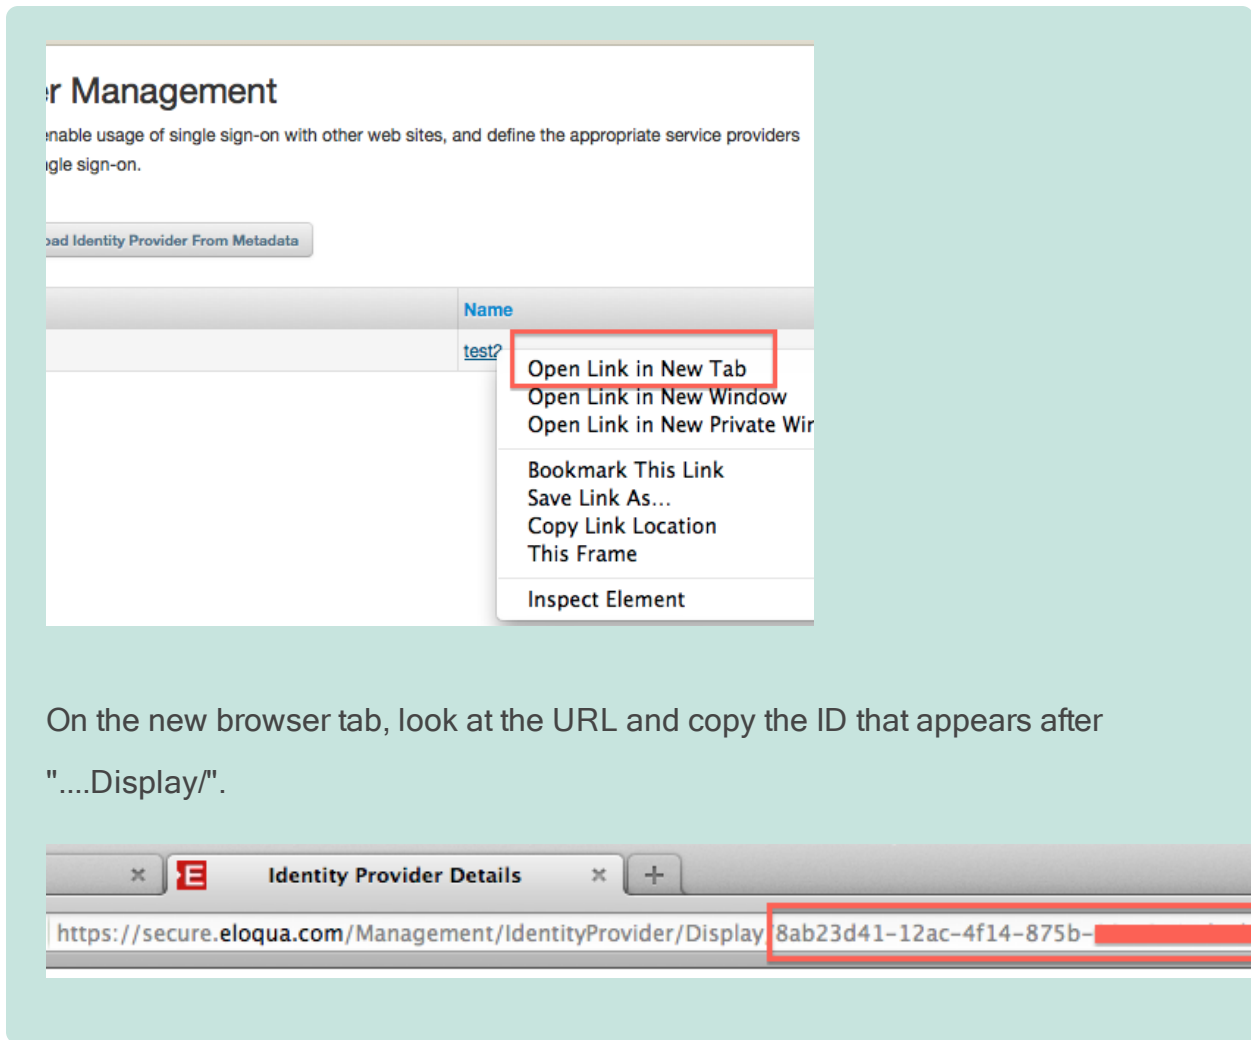 er Management
enable usage of single sign-on with other web sites, and define the appropriate service providers
ngle sign-on.
oad Identity Provider From Metadata
Name
test2
Open Link in New Tab
Open Link in New Window
Open Link in New Private Wir
Bookmark This Link
Save Link As...
Copy Link Location
This Frame
Inspect Element
On the new browser tab, look at the URL and copy the ID that appears after
"....Display/".
Identity Provider Details
https://secure.eloqua.com/Management/IdentityProvider/Display/8ab23d41-12ac-4f14-875b-